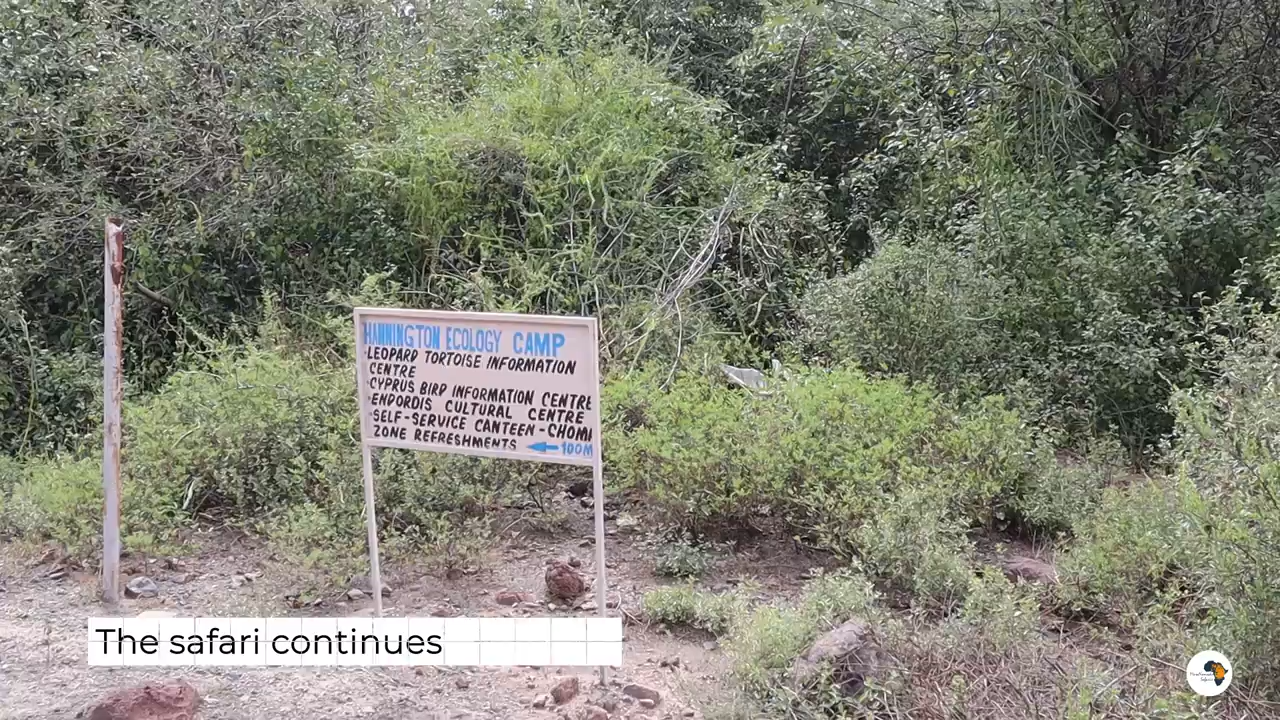 HANNINGTON ECOLOGY CAMP
·LEOPARD TORTOISE INFORMATION
CENTRE
·CYPRUS BIRD INFORMATION CENTRE
·ENDORDIS CULTURAL CENTRE
·SELF-SERVICE CANTEEN-CHOMI
ZONE REFRESHMENTS 100M
The safari continues